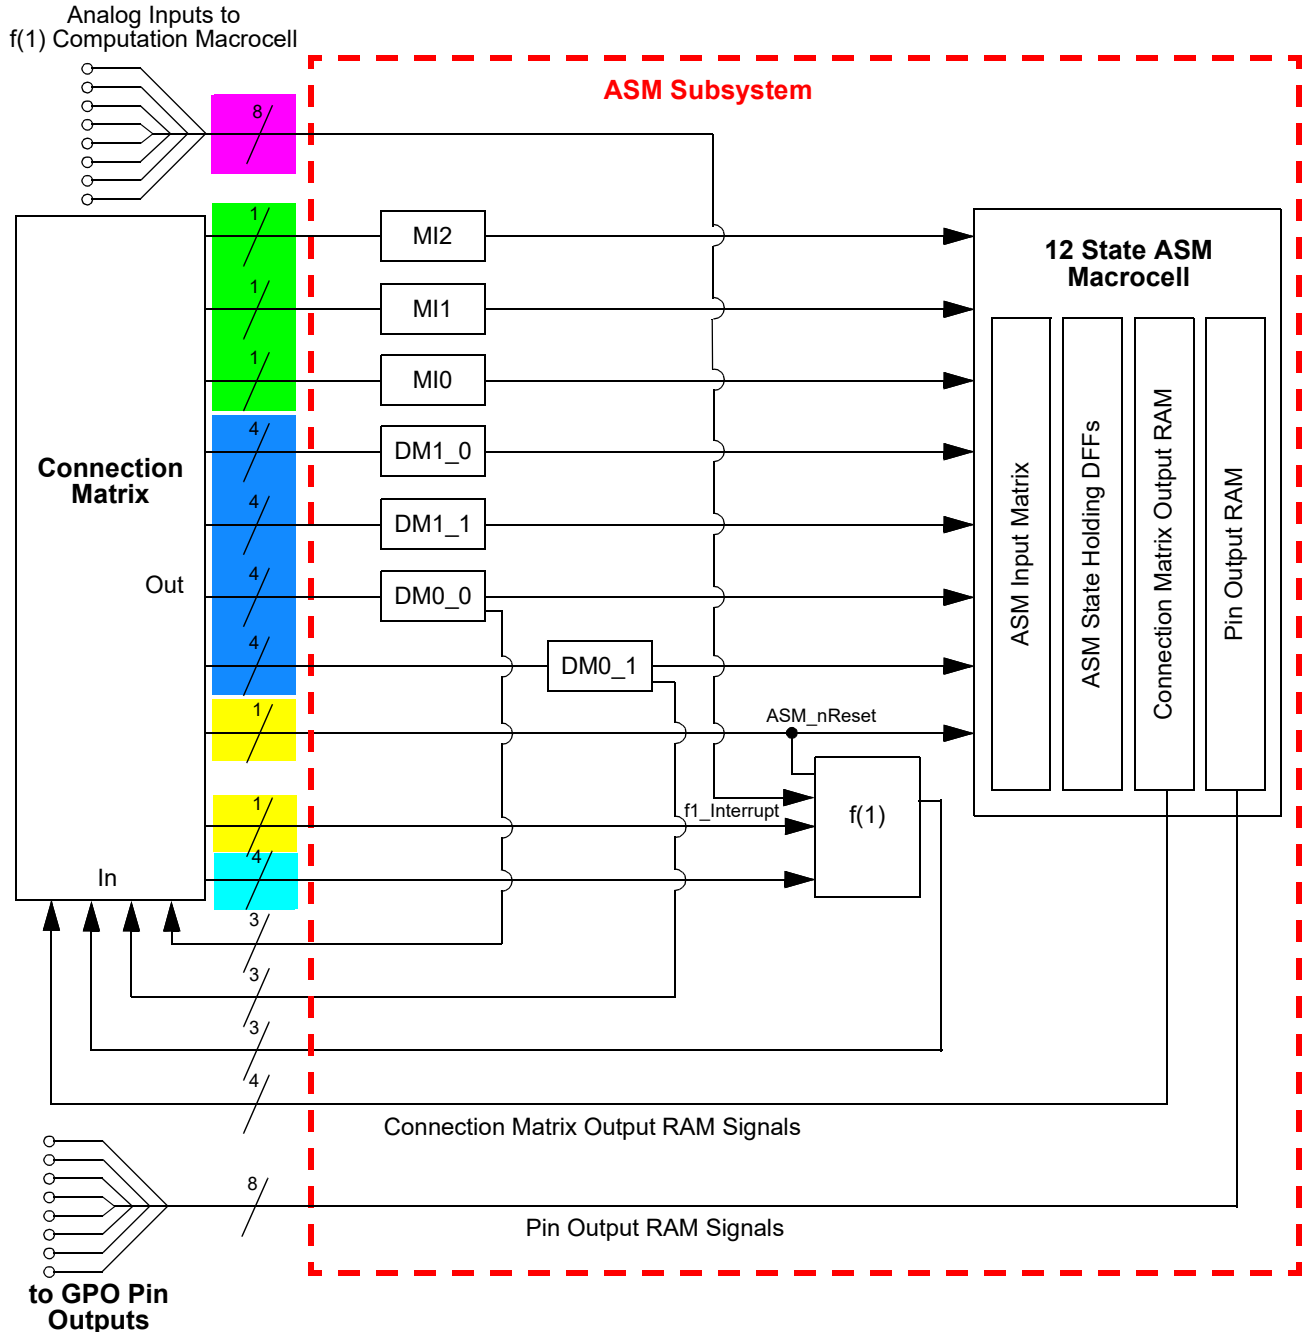 Analog Inputs to
f(1) Computation Macrocell
ASM Subsystem
8
1
MI2
12 State ASM
Macrocell
1
MI1
1
MI0
4
DM1_0
Connection
Matrix
4
DM1_1
Out
4
DM0_0
4
DM0_1
ASM Input Matrix
ASM State Holding DFFs
Connection Matrix Output RAM
Pin Output RAM
1
ASM_nReset
1
f1_Interrupt
f(1)
4
In
3
3
3
4
Connection Matrix Output RAM Signals
8
Pin Output RAM Signals
to GPO Pin
Outputs